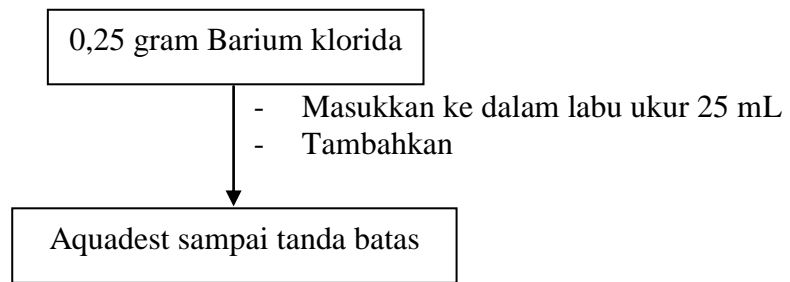 0,25 gram Barium klorida
- Masukkan ke dalam labu ukur 25 mL
- Tambahkan
Aquadest sampai tanda batas